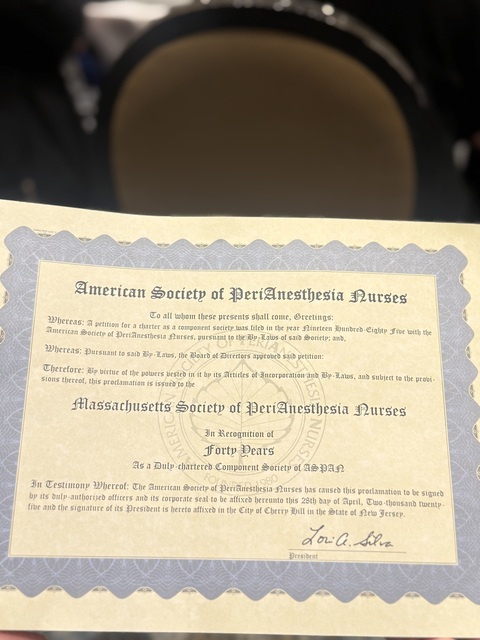 American Society of PeriAnesthesia Nurses
To all whom these presents shall come, Greetings:
Whereas: A petition for a charter as a component society was filed in the year Nineteen Hundred-Eighty Five with the
American Society of PeriAnesthesia Nurses, pursuant to the By-Laws of said Society; and,
Whereas: Pursuant to said By-Laws, the Board of Directors approved said petition:
Therefore: By virtue of the powers vested in it by its Articles of Incorporation and By-Laws, and subject to the provi-
sions thereof, this proclamation is issued to the
Massachusetts Society of PeriAnesthesia Nurses
In Recognition of
Forty Years
As a Duly-chartered Component Society of ASPAN
In Testimony Whereof: The American Society of PeriAnesthesia Nurses has caused this proclamation to be signed
by its duly-authorized officers and its corporate seal to be affixed hereunto this 28th day of April, Two-thousand twenty-
five and the signature of its President is hereto affixed in the City of Cherry Hill in the State of New Jersey.
Lori A. Silva
President
AMERICAN SOCIETY OF PERIANESTHESIA NURSES
1980